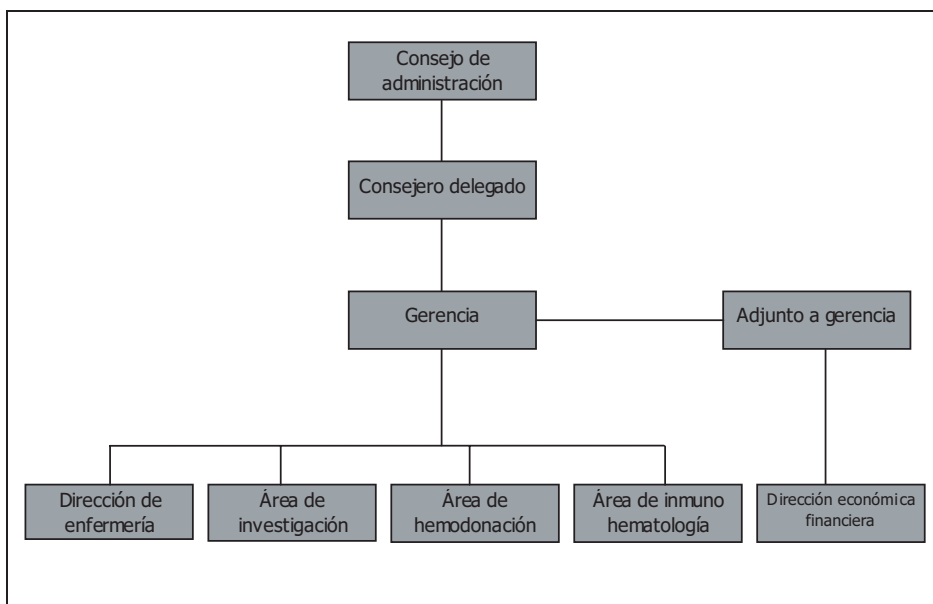 Consejo de
administración
Consejero delegado
Gerencia
Adjunto a gerencia
Dirección de
enfermería
Área de
investigación
Área de
hemodonación
Área de inmuno
hematología
Dirección económica
financiera